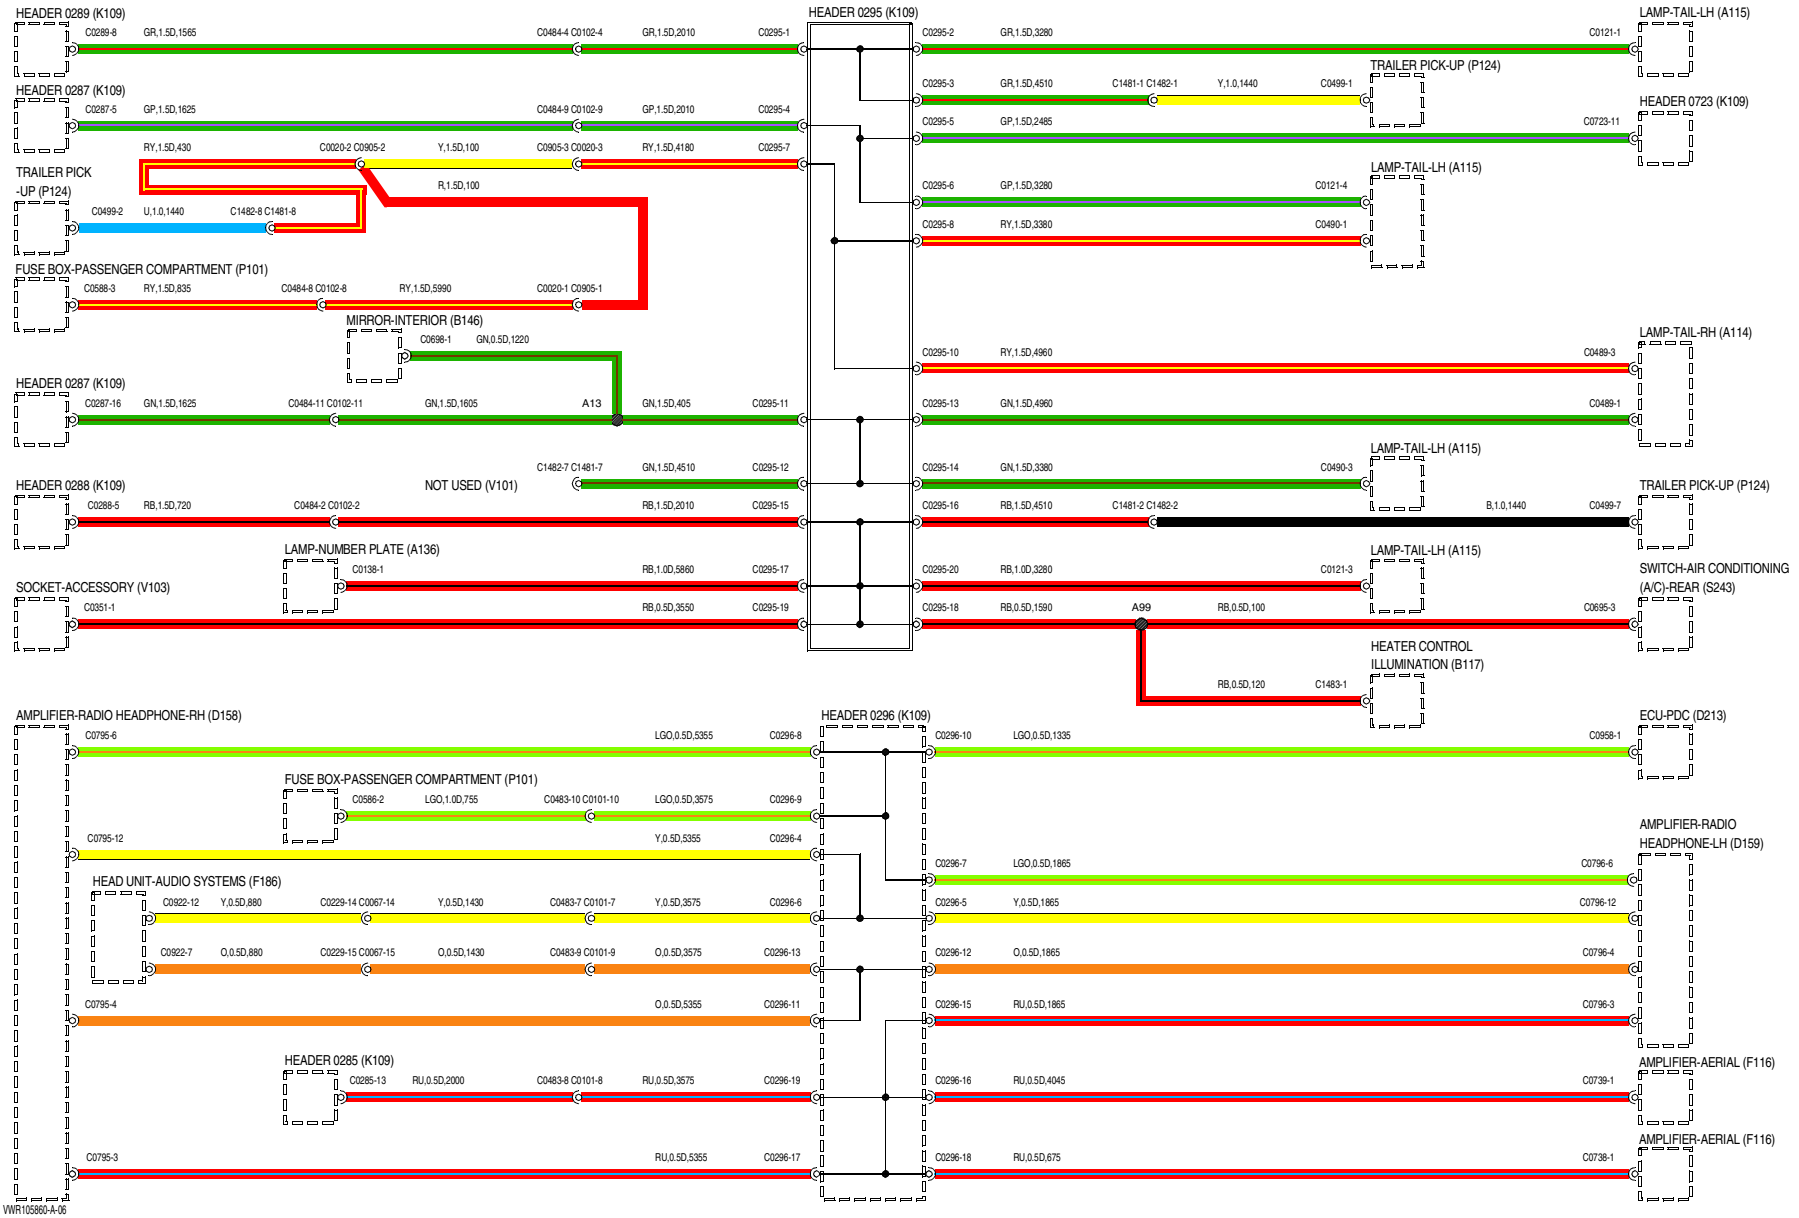 HEADER 0289 (K109)
HEADER 0295 (K109)
LAMP-TAIL-LH (A115)
C0289-8 GR,1.5D,1565 C0484-4 C0102-4 GR,1.5D,2010 C0295-1 C0295-2 GR,1.5D,3280 C0121-1
TRAILER PICK-UP (P124)
C0295-3 GR,1.5D,4510 C1481-1 C1482-1 Y,1.0,1440 C0499-1
HEADER 0287 (K109)
HEADER 0723 (K109)
C0287-5 GP,1.5D,1625 C0484-9 C0102-9 GP,1.5D,2010 C0295-4 C0295-5 GP,1.5D,2485 C0723-11
RY,1.5D,430 C0020-2 C0905-2 Y,1.5D,100 C0905-3 C0020-3 RY,1.5D,4180 C0295-7
LAMP-TAIL-LH (A115)
TRAILER PICK
-UP (P124)
R,1.5D,100 C0295-6 GP,1.5D,3280 C0121-4
C0499-2 U,1.0,1440 C1482-8 C1481-8 C0295-8 RY,1.5D,3380 C0490-1
FUSE BOX-PASSENGER COMPARTMENT (P101)
C0588-3 RY,1.5D,835 C0484-8 C0102-8 RY,1.5D,5990 C0020-1 C0905-1
MIRROR-INTERIOR (B146)
LAMP-TAIL-RH (A114)
C0698-1 GN,0.5D,1220 C0295-10 RY,1.5D,4960 C0489-3
HEADER 0287 (K109)
C0287-16 GN,1.5D,1625 C0484-11 C0102-11 GN,1.5D,1605 A13 GN,1.5D,405 C0295-11 C0295-13 GN,1.5D,4960 C0489-1
LAMP-TAIL-LH (A115)
C1482-7 C1481-7 GN,1.5D,4510 C0295-12 C0295-14 GN,1.5D,3380 C0490-3
HEADER 0288 (K109)
NOT USED (V101)
TRAILER PICK-UP (P124)
C0288-5 RB,1.5D,720 C0484-2 C0102-2 RB,1.5D,2010 C0295-15 C0295-16 RB,1.5D,4510 C1481-2 C1482-2 B,1.0,1440 C0499-7
LAMP-NUMBER PLATE (A136)
LAMP-TAIL-LH (A115)
C0138-1 RB,1.0D,5860 C0295-17 C0295-20 RB,1.0D,3280 C0121-3
SWITCH-AIR CONDITIONING
(A/C)-REAR (S243)
SOCKET-ACCESSORY (V103)
C0351-1 RB,0.5D,3550 C0295-19 C0295-18 RB,0.5D,1590 A99 RB,0.5D,100 C0695-3
HEATER CONTROL
ILLUMINATION (B117)
RB,0.5D,120 C1483-1
AMPLIFIER-RADIO HEADPHONE-RH (D158)
HEADER 0296 (K109)
ECU-PDC (D213)
C0795-6 LGO,0.5D,5355 C0296-8 C0296-10 LGO,0.5D,1335 C0958-1
FUSE BOX-PASSENGER COMPARTMENT (P101)
C0586-2 LGO,1.0D,755 C0483-10 C0101-10 LGO,0.5D,3575 C0296-9
AMPLIFIER-RADIO
HEADPHONE-LH (D159)
C0795-12 Y,0.5D,5355 C0296-4
C0296-7 LGO,0.5D,1865 C0796-6
HEAD UNIT-AUDIO SYSTEMS (F186)
C0922-12 Y,0.5D,880 C0229-14 C0067-14 Y,0.5D,1430 C0483-7 C0101-7 Y,0.5D,3575 C0296-6 C0296-5 Y,0.5D,1865 C0796-12
C0922-7 O,0.5D,880 C0229-15 C0067-15 O,0.5D,1430 C0483-9 C0101-9 O,0.5D,3575 C0296-13 C0296-12 O,0.5D,1865 C0796-4
C0795-4 O,0.5D,5355 C0296-11 C0296-15 RU,0.5D,1865 C0796-3
HEADER 0285 (K109)
AMPLIFIER-AERIAL (F116)
C0285-13 RU,0.5D,2000 C0483-8 C0101-8 RU,0.5D,3575 C0296-19 C0296-16 RU,0.5D,4045 C0739-1
AMPLIFIER-AERIAL (F116)
C0795-3 RU,0.5D,5355 C0296-17 C0296-18 RU,0.5D,675 C0738-1
VWR105860-A-06